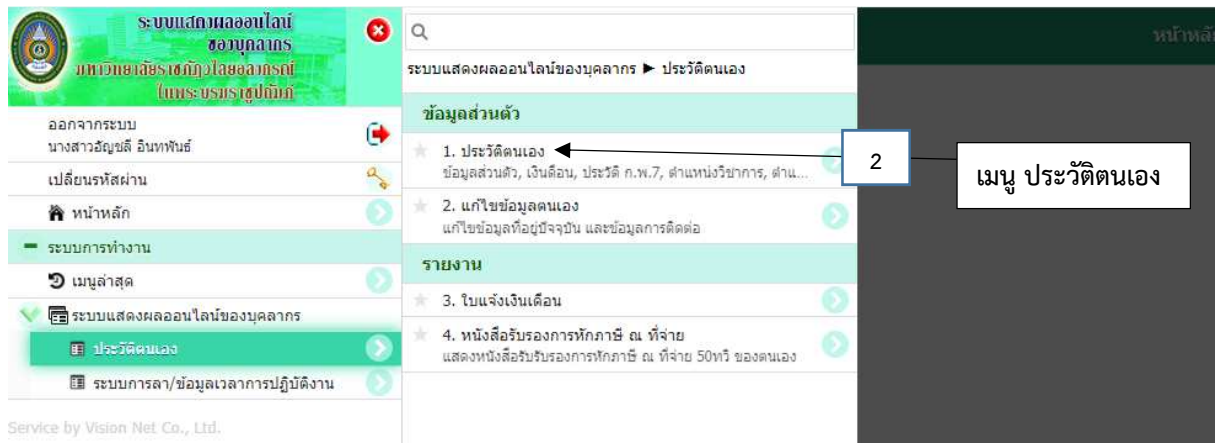 ระบบแสดงผลออนไลน์
ของบุคลากร
มหาวิทยาลัยราชภัฏวไลยอลงกรณ์
ในพระบรมราชูปถัมภ์
ออกจากระบบ
นางสาวอัญชลี อินทพันธ์
เปลี่ยนรหัสผ่าน
หน้าหลัก
ระบบการทำงาน
เมนูล่าสุด
ระบบแสดงผลออนไลน์ของบุคลากร
ประวัติตนเอง
ระบบการลา/ข้อมูลเวลาการปฏิบัติงาน
Service by Vision Net Co., Ltd.
ระบบแสดงผลออนไลน์ของบุคลากร ► ประวัติตนเอง
ข้อมูลส่วนตัว
1. ประวัติตนเอง
ข้อมูลส่วนตัว, เงินเดือน, ประวัติ ก.พ.7, ตำแหน่งวิชาการ, ตำแ...
2. แก้ไขข้อมูลตนเอง
แก้ไขข้อมูลที่อยู่ปัจจุบัน และข้อมูลการติดต่อ
รายงาน
3. ใบแจ้งเงินเดือน
4. หนังสือรับรองการหักภาษี ณ ที่จ่าย
แสดงหนังสือรับรับรองการหักภาษี ณ ที่จ่าย 50ทวิ ของตนเอง
หน้าหลัก
2
เมนู ประวัติตนเอง